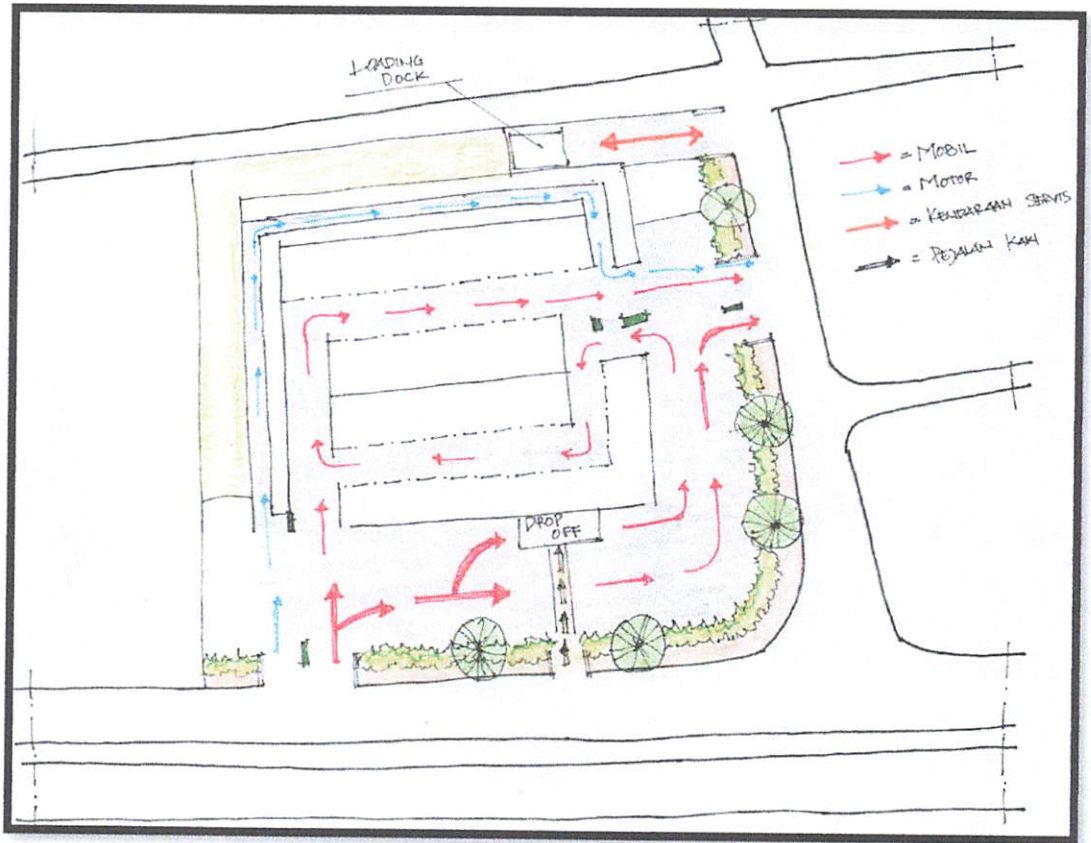 LOADING
DOCK
= MOBIL
= MOTOR
= KENDARAAN SERVIS
= PEJALAN KAKI
DROP
OFF